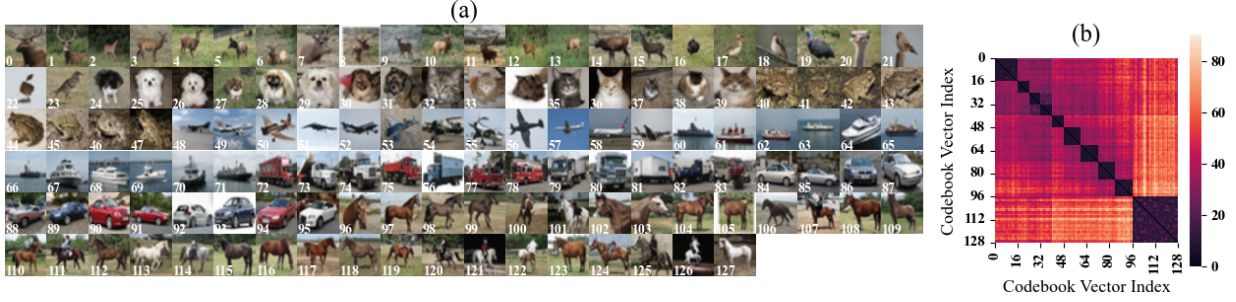 (a)
0 1 2 3 4 5 6 7 8 9 10 11 12 13 14 15 16 17 18 19 20 21
22 23 24 25 26 27 28 29 30 31 32 33 34 35 36 37 38 39 40 41 42 43
44 45 46 47 48 49 50 51 52 53 54 55 56 57 58 59 60 61 62 63 64 65
66 67 68 69 70 71 72 73 74 75 76 77 78 79 80 81 82 83 84 85 86 87
88 89 90 91 92 93 94 95 96 97 98 99 100 101 102 103 104 105 106 107 108 109
110 111 112 113 114 115 116 117 118 119 120 121 122 123 124 125 126 127
(b)
Codebook Vector Index
0
16
32
48
64
80
96
112
128
0 16 32 48 64 80 96 112 128
Codebook Vector Index
80
60
40
20
0